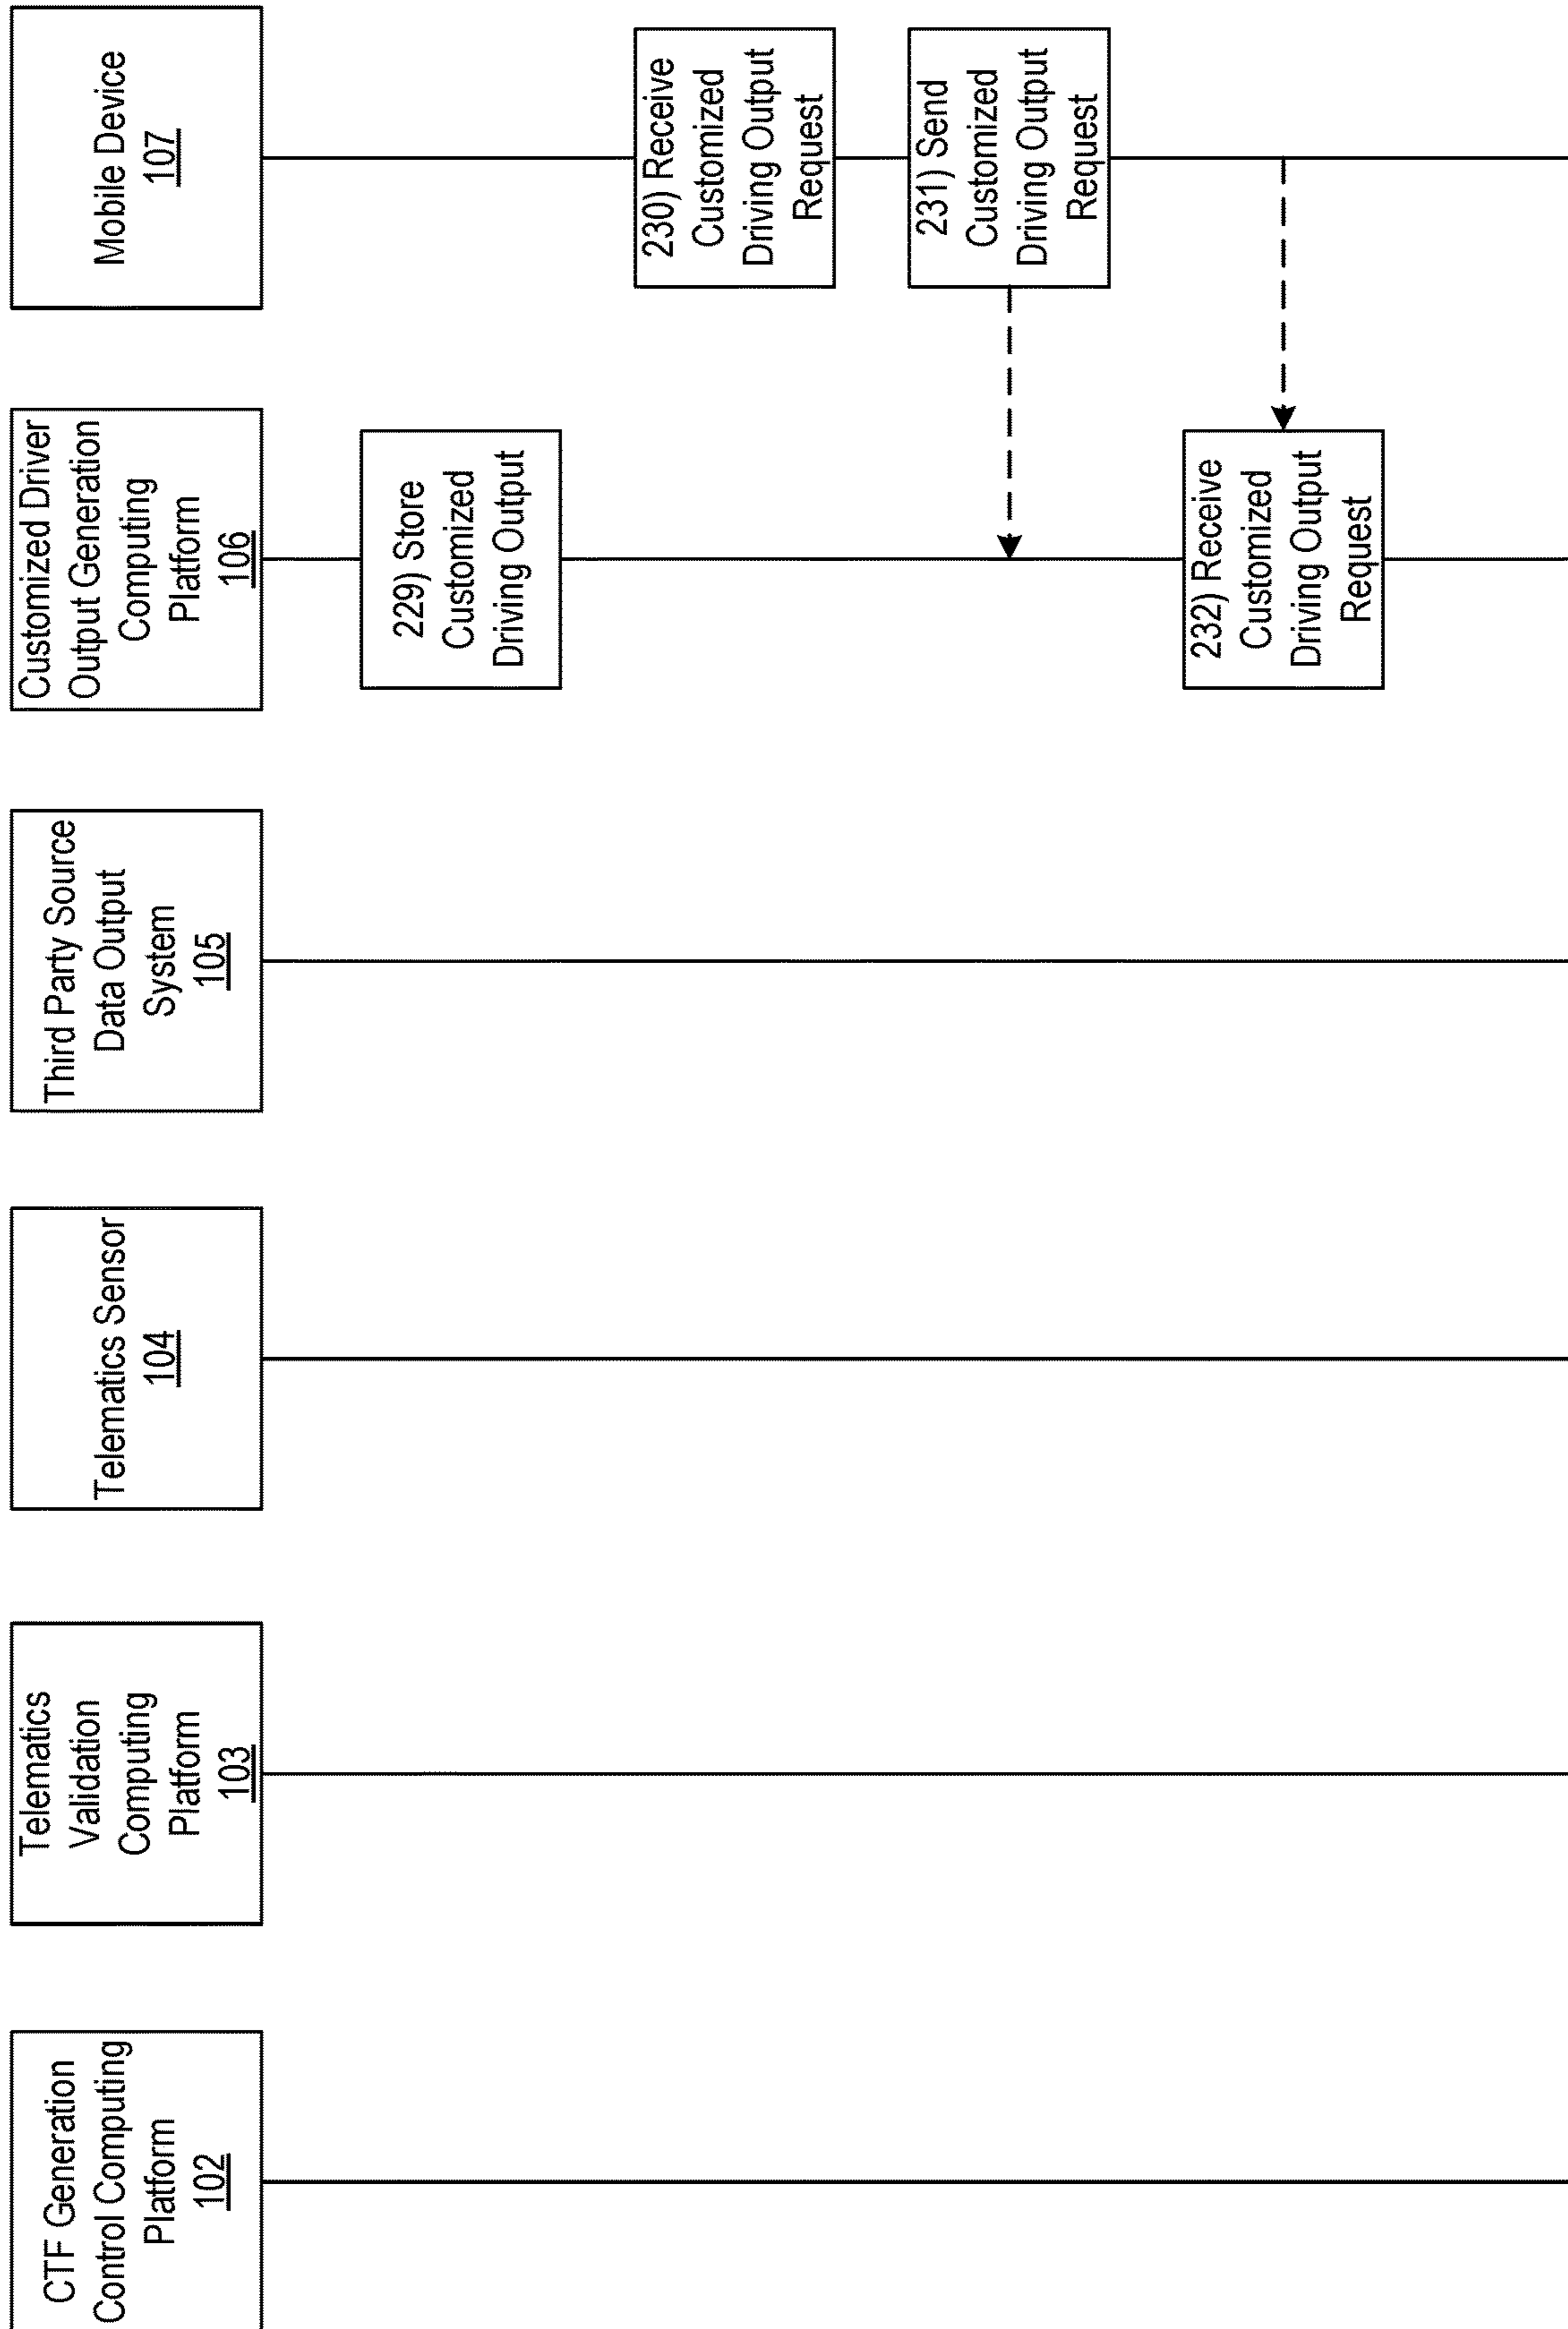 CTF Generation
Control Computing
Platform
102
Telematics
Validation
Computing
Platform
103
Telematics Sensor
104
Third Party Source
Data Output
System
105
Customized Driver
Output Generation
Computing
Platform
106
Mobile Device
107
229) Store
Customized
Driving Output
230) Receive
Customized
Driving Output
Request
231) Send
Customized
Driving Output
Request
232) Receive
Customized
Driving Output
Request